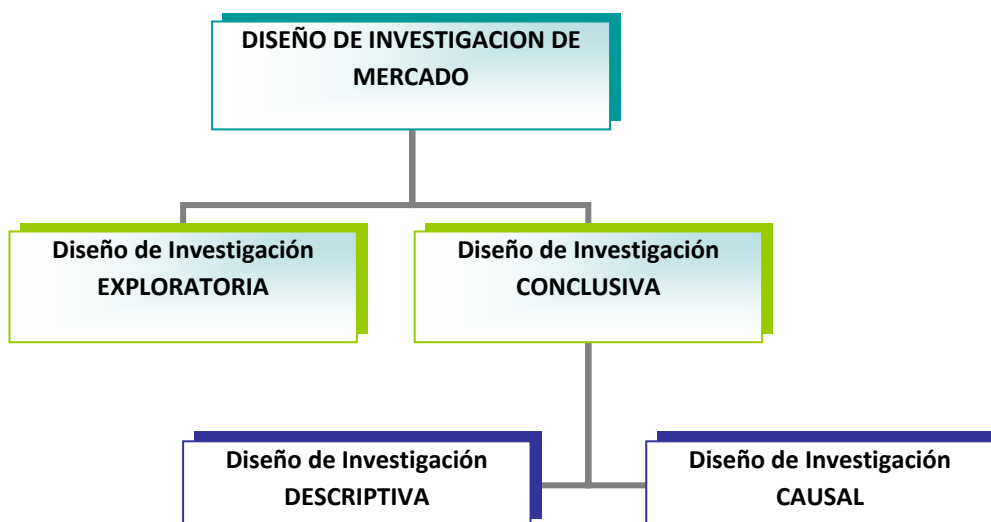 DISEÑO DE INVESTIGACION DE
MERCADO
Diseño de Investigación
EXPLORATORIA
Diseño de Investigación
CONCLUSIVA
Diseño de Investigación
DESCRIPTIVA
Diseño de Investigación
CAUSAL